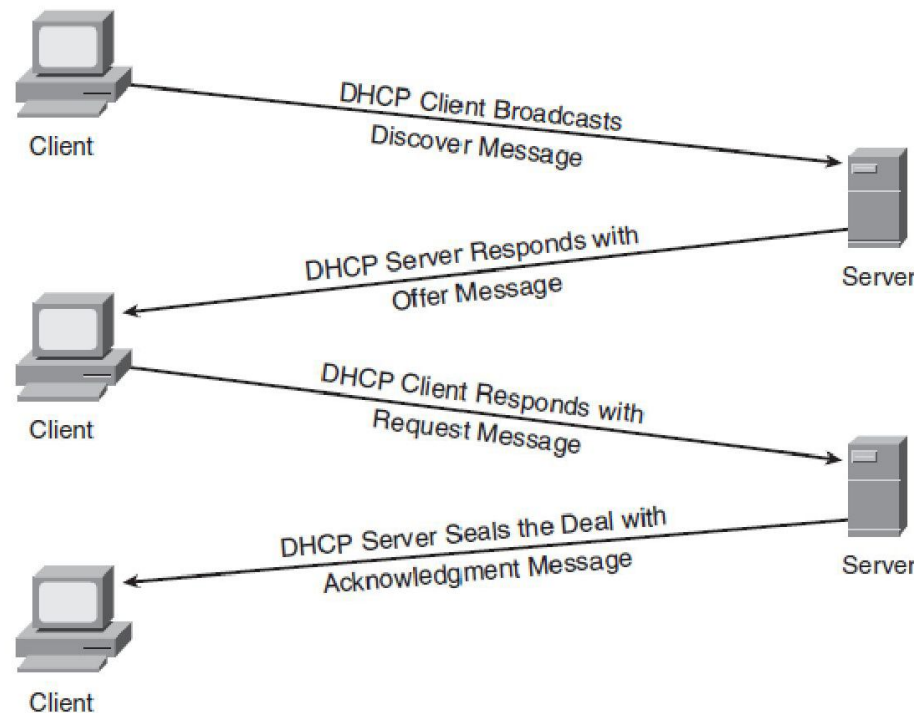 Client
DHCP Client Broadcasts
Discover Message
Server
DHCP Server Responds with
Offer Message
Client
DHCP Client Responds with
Request Message
Server
DHCP Server Seals the Deal with
Acknowledgment Message
Client